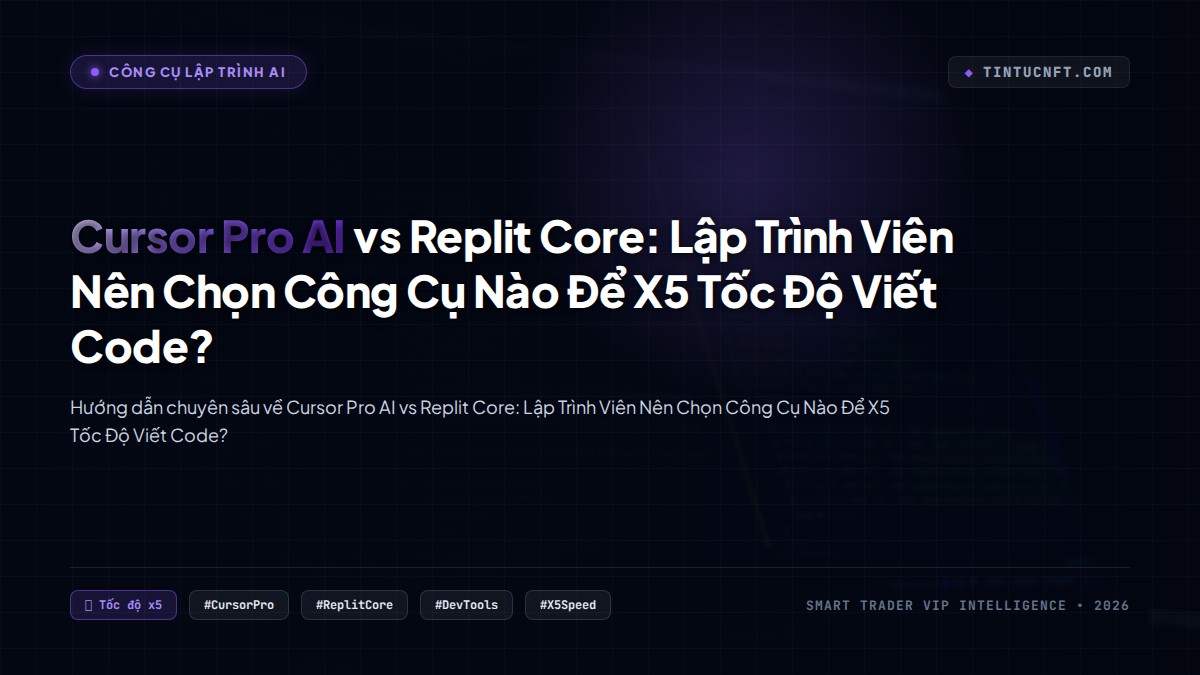 CÔNG CỤ LẬP TRÌNH AI
◆ TINTUCNFT.COM
Cursor Pro AI vs Replit Core: Lập Trình Viên
Nên Chọn Công Cụ Nào Để X5 Tốc Độ Viết
Code?
Hướng dẫn chuyên sâu về Cursor Pro AI vs Replit Core: Lập Trình Viên Nên Chọn Công Cụ Nào Để X5
Tốc Độ Viết Code?
Tốc độ x5 #CursorPro #ReplitCore #DevTools #X5Speed
SMART TRADER VIP INTELLIGENCE • 2026